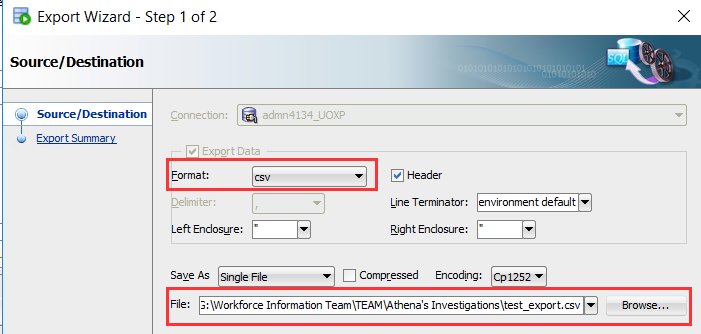 Export Wizard - Step 1 of 2
Source/Destination
SQL
Source/Destination
Export Summary
Connection: admn4134_UOXP
Export Data
Format: csv Header
Delimiter: , Line Terminator: environment default
Left Enclosure: " Right Enclosure: "
Save As Single File Compressed Encoding: Cp1252
File: G:\Workforce Information Team\TEAM\Athena's Investigations\test_export.csv Browse...